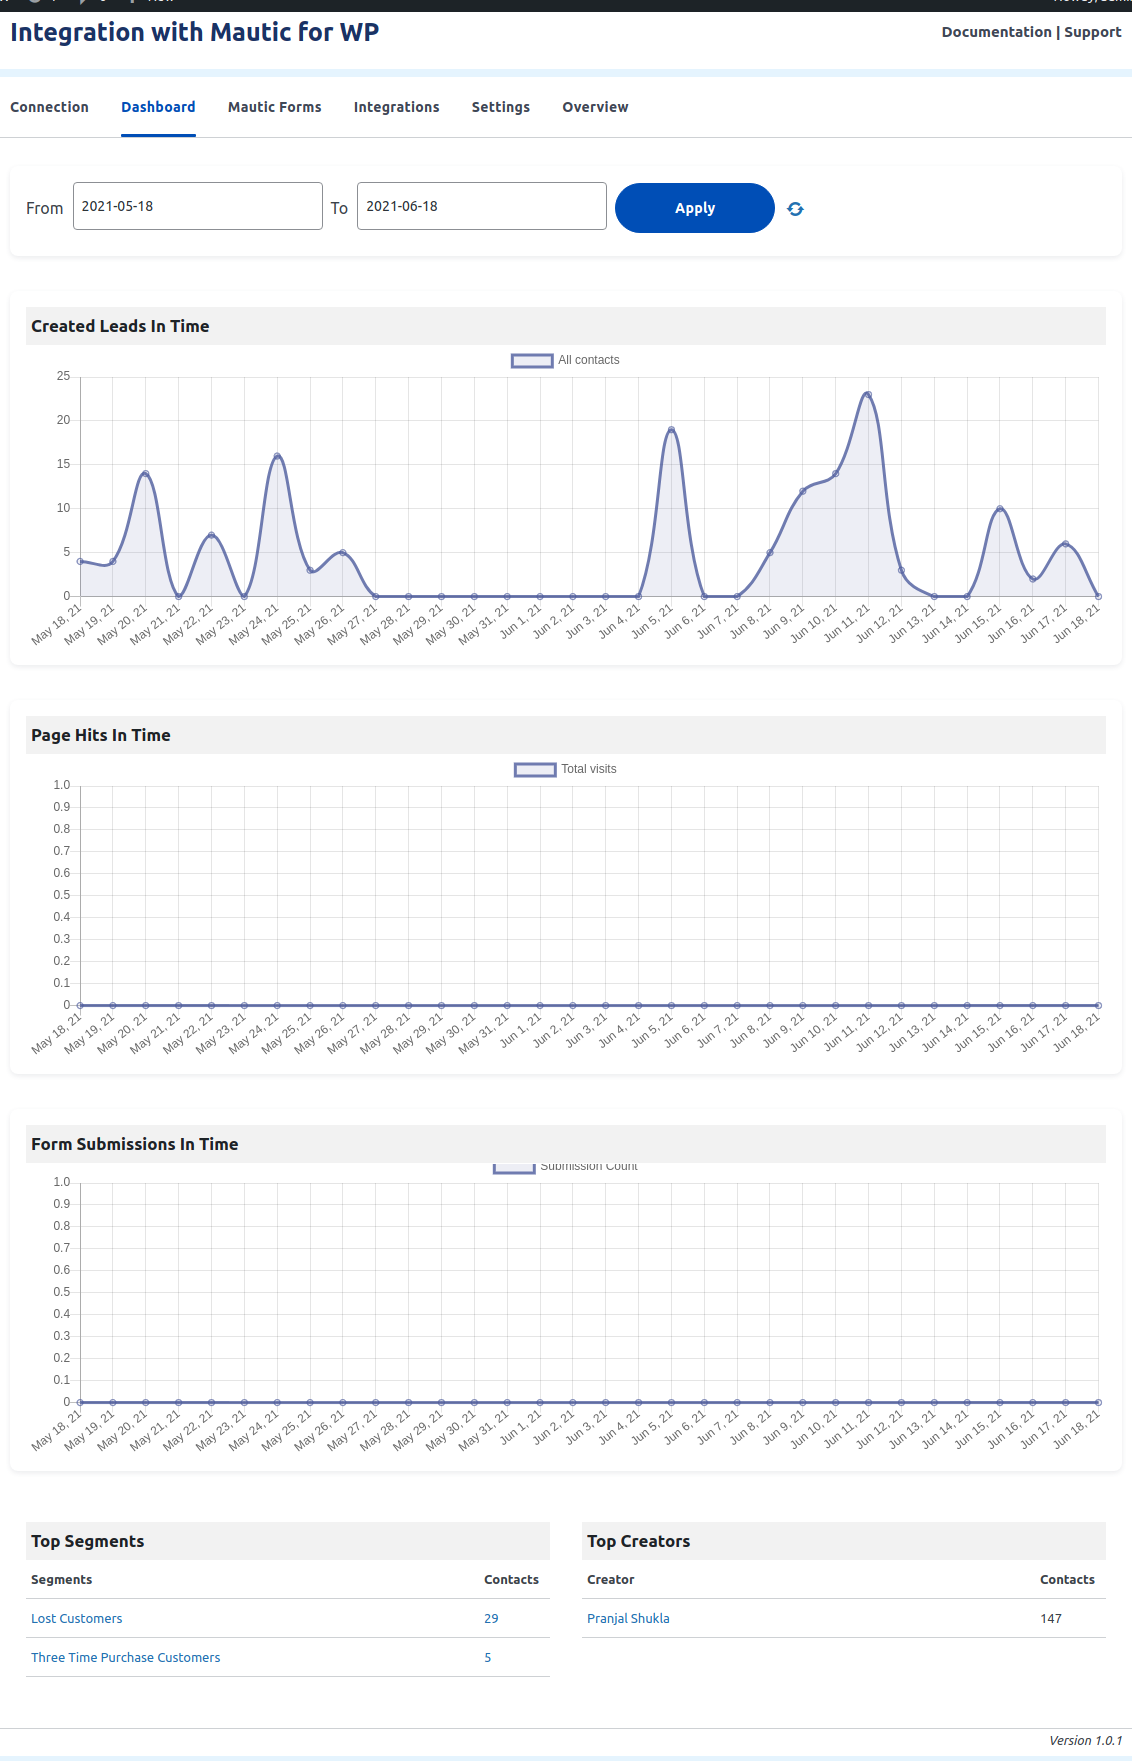 Integration with Mautic for WP
Documentation | Support
Connection Dashboard Mautic Forms Integrations Settings Overview
From 2021-05-18 To 2021-06-18 Apply
Created Leads In Time
All contacts
25
20
15
10
5
0
May 18, 21 May 19, 21 May 20, 21 May 21, 21 May 22, 21 May 23, 21 May 24, 21 May 25, 21 May 26, 21 May 27, 21 May 28, 21 May 29, 21 May 30, 21 May 31, 21 Jun 1, 21 Jun 2, 21 Jun 3, 21 Jun 4, 21 Jun 5, 21 Jun 6, 21 Jun 7, 21 Jun 8, 21 Jun 9, 21 Jun 10, 21 Jun 11, 21 Jun 12, 21 Jun 13, 21 Jun 14, 21 Jun 15, 21 Jun 16, 21 Jun 17, 21 Jun 18, 21
Page Hits In Time
Total visits
1.0
0.9
0.8
0.7
0.6
0.5
0.4
0.3
0.2
0.1
0
May 18, 21 May 19, 21 May 20, 21 May 21, 21 May 22, 21 May 23, 21 May 24, 21 May 25, 21 May 26, 21 May 27, 21 May 28, 21 May 29, 21 May 30, 21 May 31, 21 Jun 1, 21 Jun 2, 21 Jun 3, 21 Jun 4, 21 Jun 5, 21 Jun 6, 21 Jun 7, 21 Jun 8, 21 Jun 9, 21 Jun 10, 21 Jun 11, 21 Jun 12, 21 Jun 13, 21 Jun 14, 21 Jun 15, 21 Jun 16, 21 Jun 17, 21 Jun 18, 21
Form Submissions In Time
Submission Count
1.0
0.9
0.8
0.7
0.6
0.5
0.4
0.3
0.2
0.1
0
May 18, 21 May 19, 21 May 20, 21 May 21, 21 May 22, 21 May 23, 21 May 24, 21 May 25, 21 May 26, 21 May 27, 21 May 28, 21 May 29, 21 May 30, 21 May 31, 21 Jun 1, 21 Jun 2, 21 Jun 3, 21 Jun 4, 21 Jun 5, 21 Jun 6, 21 Jun 7, 21 Jun 8, 21 Jun 9, 21 Jun 10, 21 Jun 11, 21 Jun 12, 21 Jun 13, 21 Jun 14, 21 Jun 15, 21 Jun 16, 21 Jun 17, 21 Jun 18, 21
Top Segments
Segments Contacts
Lost Customers 29
Three Time Purchase Customers 5
Top Creators
Creator Contacts
Pranjal Shukla 147
Version 1.0.1